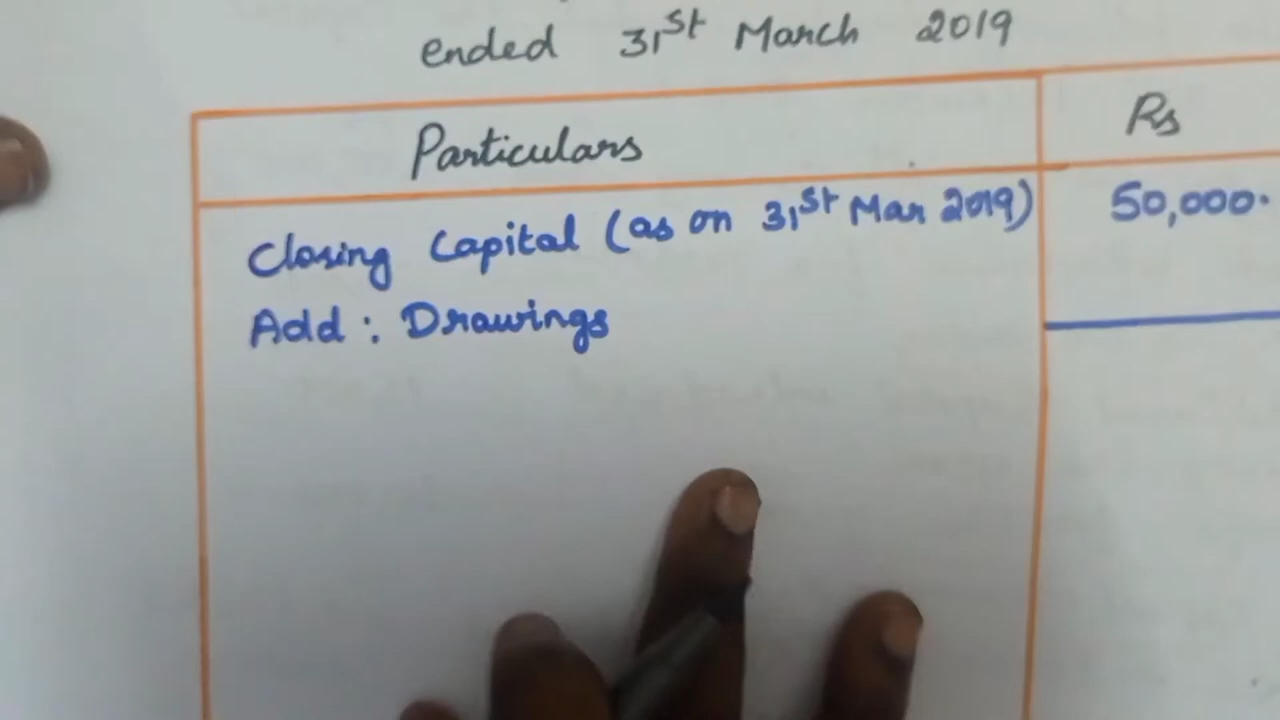 ended 31st March 2019
Particulars Rs
Closing Capital (as on 31st Mar 2019) 50,000.
Add : Drawings